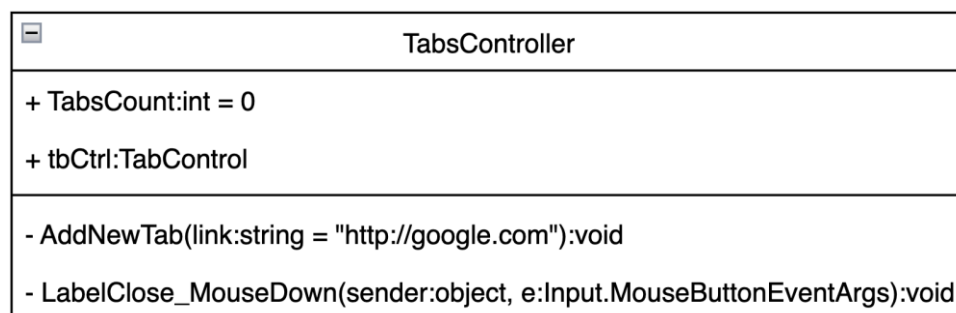 TabsController
+ TabsCount:int = 0
+ tbCtrl:TabControl
- AddNewTab(link:string = "http://google.com"):void
- LabelClose_MouseDown(sender:object, e:Input.MouseButtonEventArgs):void